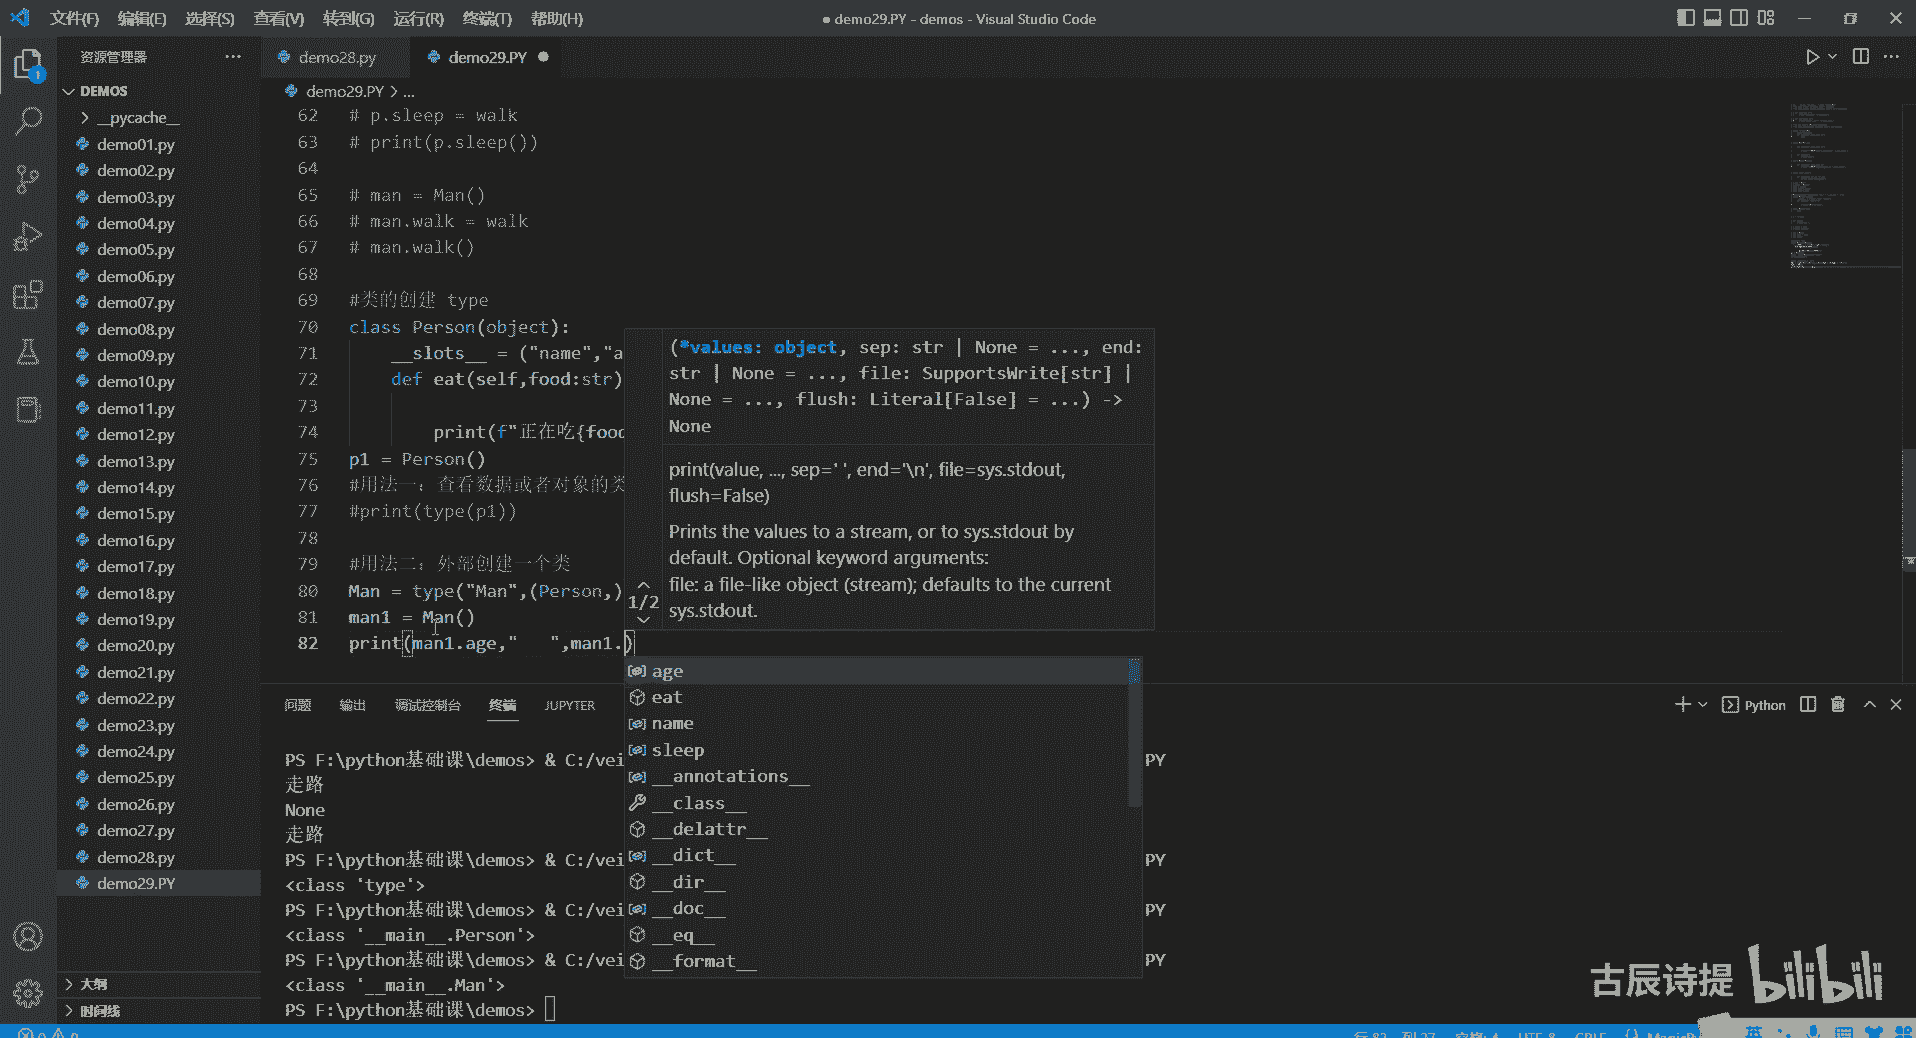 文件(F) 编辑(E) 选择(S) 查看(V) 转到(G) 运行(R) 终端(T) 帮助(H)
● demo29.PY - demos - Visual Studio Code
资源管理器
demo28.py
demo29.PY
DEMOS
demo29.PY > ...
__pycache__
demo01.py
demo02.py
demo03.py
demo04.py
demo05.py
demo06.py
demo07.py
demo08.py
demo09.py
demo10.py
demo11.py
demo12.py
demo13.py
demo14.py
demo15.py
demo16.py
demo17.py
demo18.py
demo19.py
demo20.py
demo21.py
demo22.py
demo23.py
demo24.py
demo25.py
demo26.py
demo27.py
demo28.py
demo29.PY
大纲
时间线
1
62 # p.sleep = walk
63 # print(p.sleep())
64
65 # man = Man()
66 # man.walk = walk
67 # man.walk()
68
69 #类的创建 type
70 class Person(object):
71 __slots__ = ("name","a
72 def eat(self,food:str)
73
74 print(f"正在吃{food
75 p1 = Person()
76 #用法一：查看数据或者对象的类
77 #print(type(p1))
78
79 #用法二：外部创建一个类
80 Man = type("Man",(Person,)
81 man1 = Man()
82 print(man1.age,"   ",man1.)
(*values: object, sep: str | None = ..., end:
str | None = ..., file: SupportsWrite[str] |
None = ..., flush: Literal[False] = ...) ->
None
print(value, ..., sep=' ', end='\n', file=sys.stdout,
flush=False)
Prints the values to a stream, or to sys.stdout by
default. Optional keyword arguments:
file: a file-like object (stream); defaults to the current
sys.stdout.
1/2
age
eat
name
sleep
__annotations__
__class__
__delattr__
__dict__
__dir__
__doc__
__eq__
__format__
问题 输出 调试控制台 终端 JUPYTER
Python
PS F:\python基础课\demos> & C:/vei PY
走路
None
走路
PS F:\python基础课\demos> & C:/vei PY
<class 'type'>
PS F:\python基础课\demos> & C:/vei PY
<class '__main__.Person'>
PS F:\python基础课\demos> & C:/vei PY
<class '__main__.Man'>
PS F:\python基础课\demos>
古辰诗提 bilibili
英